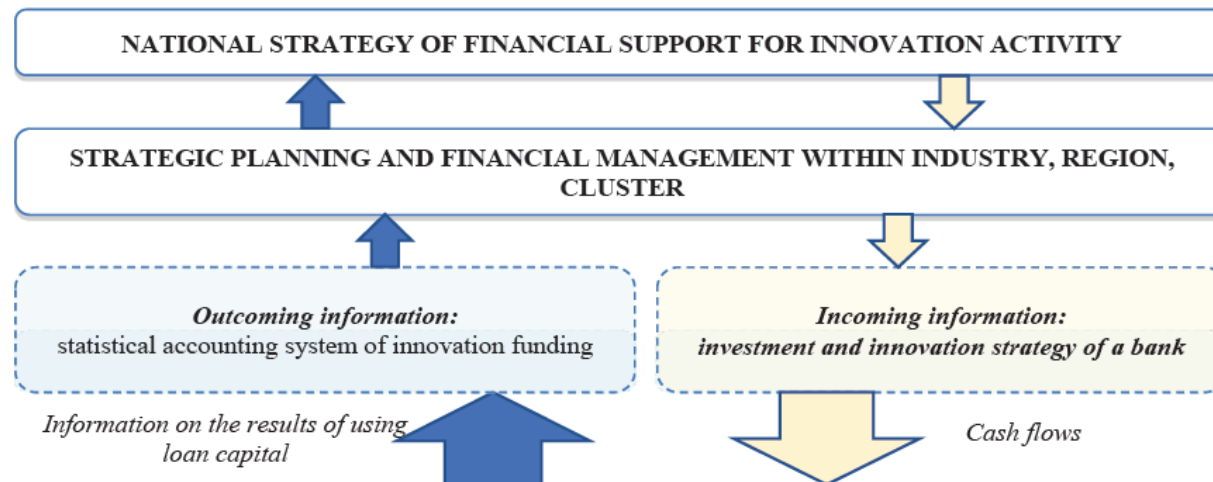 NATIONAL STRATEGY OF FINANCIAL SUPPORT FOR INNOVATION ACTIVITY
STRATEGIC PLANNING AND FINANCIAL MANAGEMENT WITHIN INDUSTRY, REGION,
CLUSTER
Outcoming information:
statistical accounting system of innovation funding
Incoming information:
investment and innovation strategy of a bank
Information on the results of using
loan capital
Cash flows